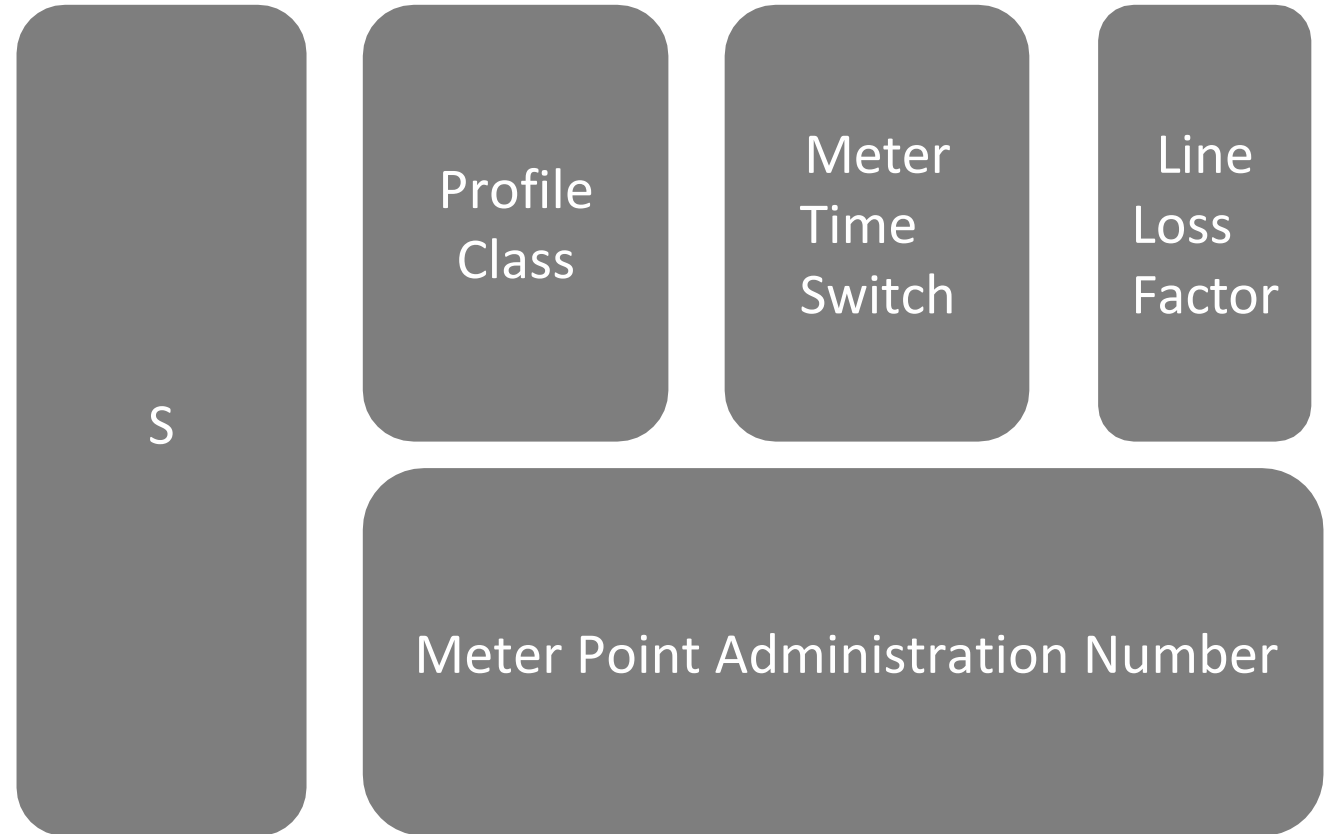 S
Profile
Class
Meter
Time
Switch
Line
Loss
Factor
Meter Point Administration Number